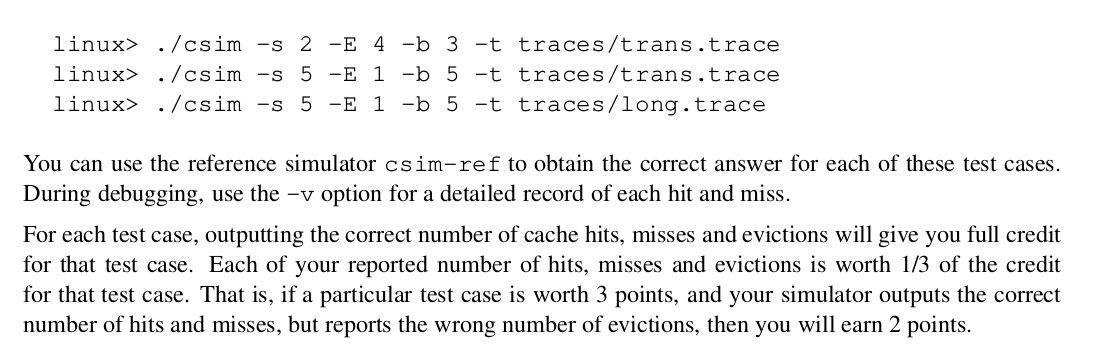 linux> ./csim -s 2 -E 4 -b 3 -t traces/trans.trace
linux> ./csim -s 5 -E 1 -b 5 -t traces/trans.trace
linux> ./csim -s 5 -E 1 -b 5 -t traces/long.trace
You can use the reference simulator csim-ref to obtain the correct answer for each of these test cases.
During debugging, use the -v option for a detailed record of each hit and miss.
For each test case, outputting the correct number of cache hits, misses and evictions will give you full credit
for that test case. Each of your reported number of hits, misses and evictions is worth 1/3 of the credit
for that test case. That is, if a particular test case is worth 3 points, and your simulator outputs the correct
number of hits and misses, but reports the wrong number of evictions, then you will earn 2 points.